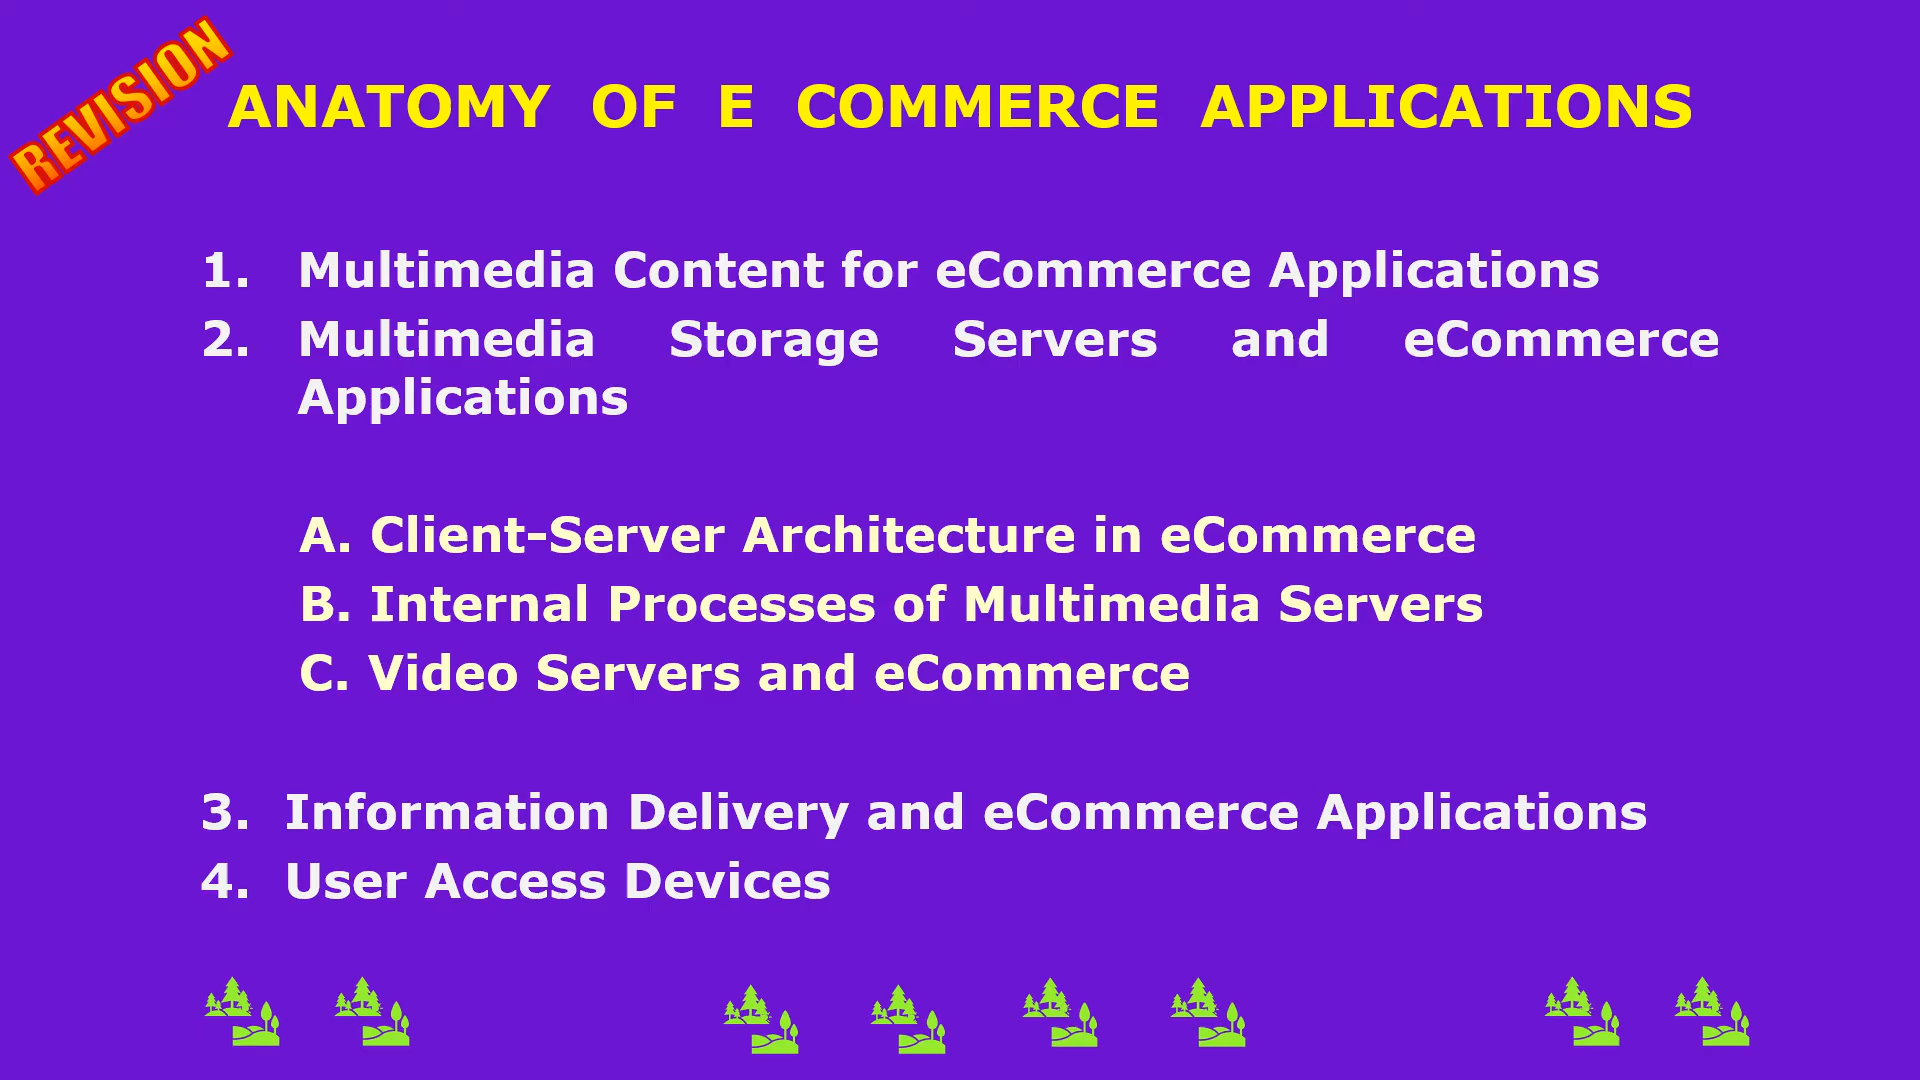 REVISION
ANATOMY OF E COMMERCE APPLICATIONS
1. Multimedia Content for eCommerce Applications
2. Multimedia Storage Servers and eCommerce
Applications
A. Client-Server Architecture in eCommerce
B. Internal Processes of Multimedia Servers
C. Video Servers and eCommerce
3. Information Delivery and eCommerce Applications
4. User Access Devices